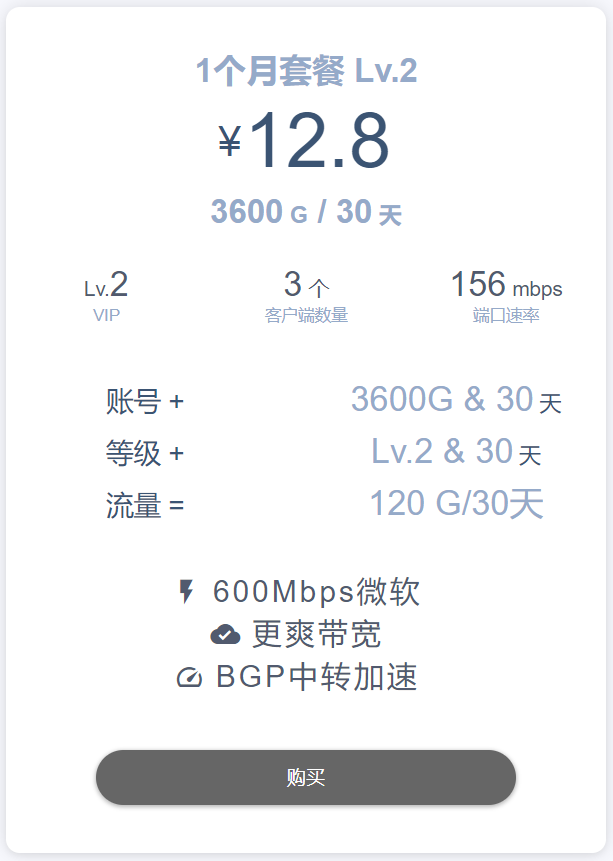 1个月套餐 Lv.2
¥12.8
3600 G / 30 天
Lv.2 3 个 156 mbps
VIP 客户端数量 端口速率
账号 + 3600G & 30 天
等级 + Lv.2 & 30 天
流量 = 120 G/30天
600Mbps微软
更爽带宽
BGP中转加速
购买